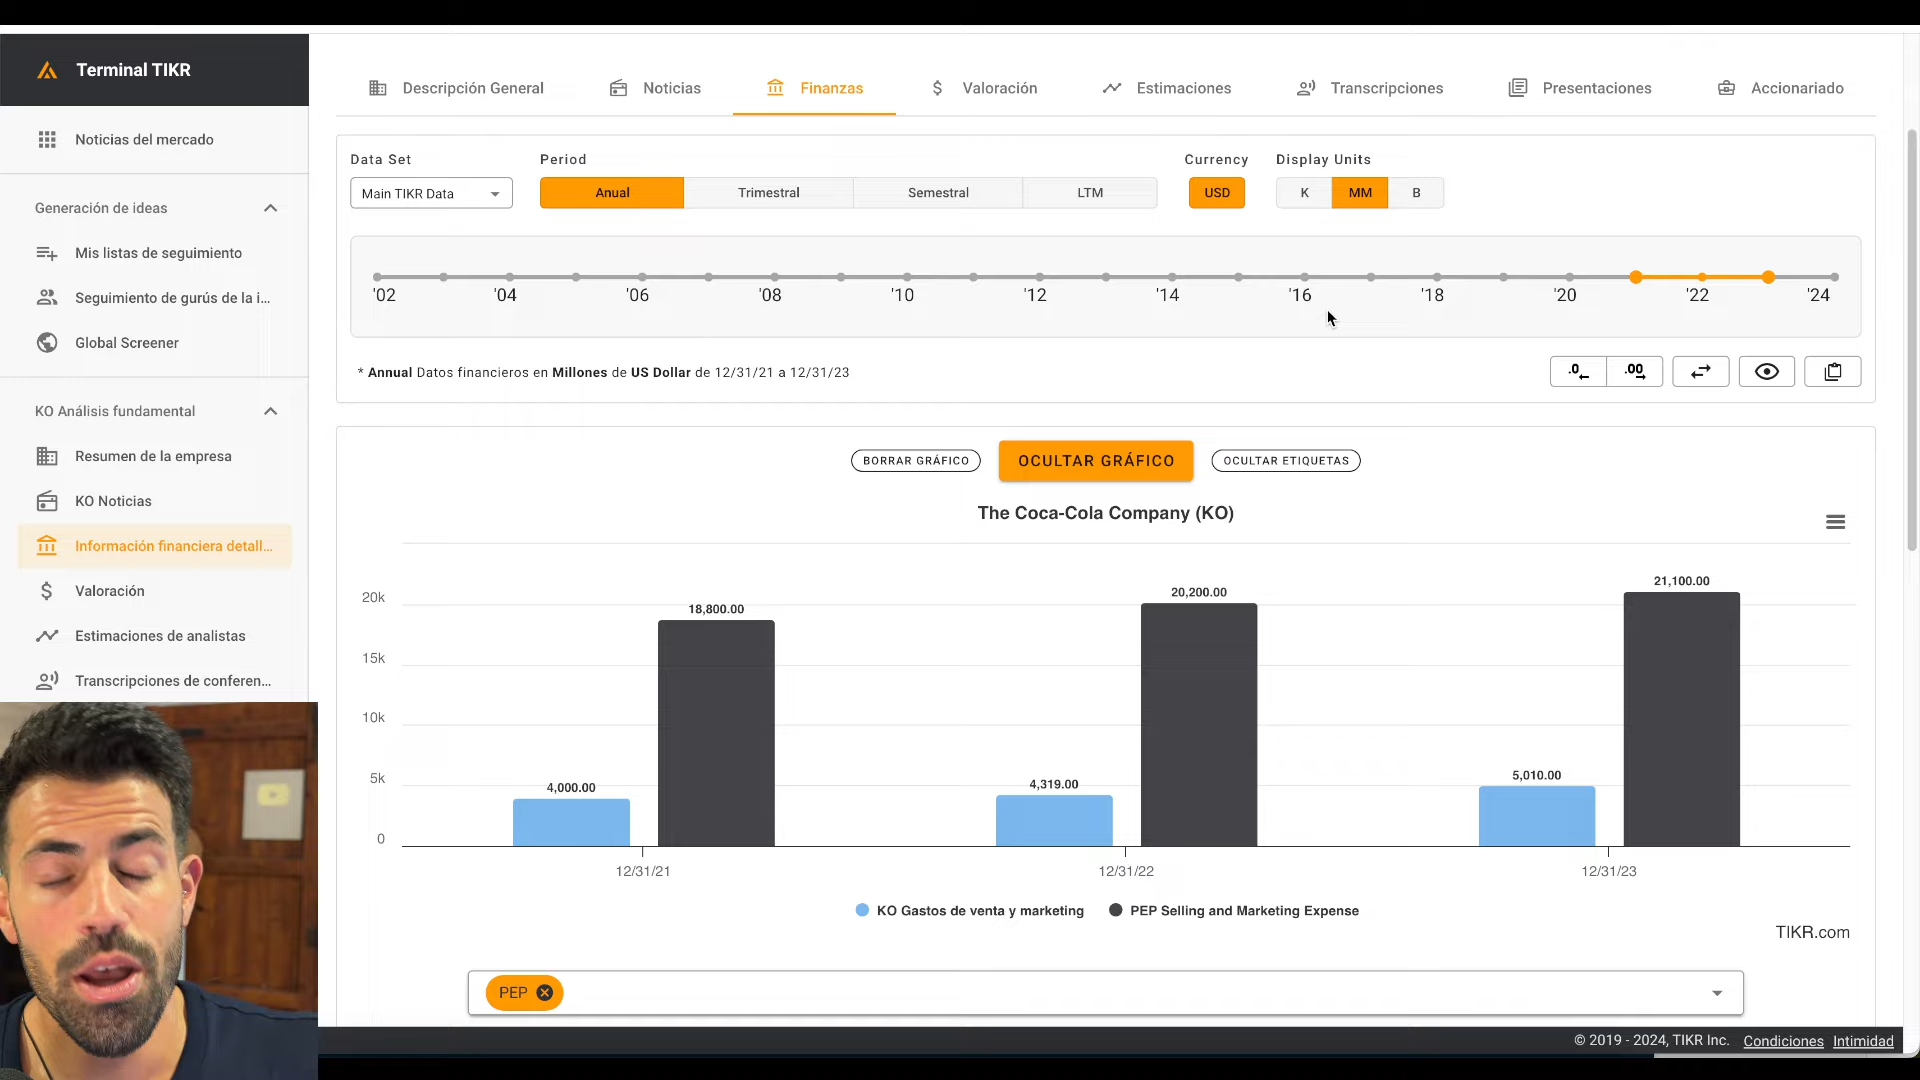 Terminal TIKR
Noticias del mercado
Generación de ideas
Mis listas de seguimiento
Seguimiento de gurús de la i...
Global Screener
KO Análisis fundamental
Resumen de la empresa
KO Noticias
Información financiera detall...
Valoración
Estimaciones de analistas
Transcripciones de conferen...
Descripción General
Noticias
Finanzas
Valoración
Estimaciones
Transcripciones
Presentaciones
Accionariado
Data Set
Period
Currency
Display Units
Main TIKR Data
Anual
Trimestral
Semestral
LTM
USD
K
MM
B
'02 '04 '06 '08 '10 '12 '14 '16 '18 '20 '22 '24
* Annual Datos financieros en Millones de US Dollar de 12/31/21 a 12/31/23
.0
.00
BORRAR GRÁFICO
OCULTAR GRÁFICO
OCULTAR ETIQUETAS
The Coca-Cola Company (KO)
20k
15k
10k
5k
0
4,000.00
18,800.00
4,319.00
20,200.00
5,010.00
21,100.00
12/31/21
12/31/22
12/31/23
KO Gastos de venta y marketing
PEP Selling and Marketing Expense
TIKR.com
PEP
© 2019 - 2024, TIKR Inc. Condiciones Intimidad